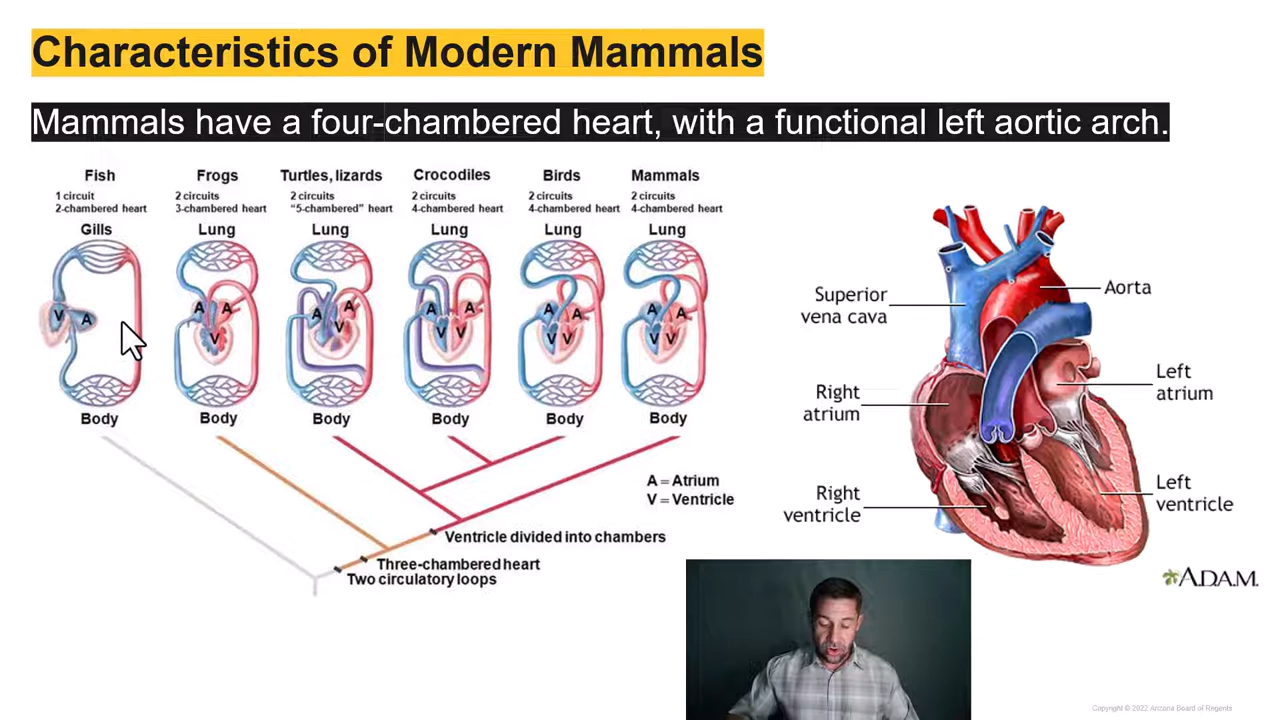 Characteristics of Modern Mammals
Mammals have a four-chambered heart, with a functional left aortic arch.
Fish
1 circuit
2-chambered heart
Gills
V
A
Body
Frogs
2 circuits
3-chambered heart
Lung
A
A
V
Body
Turtles, lizards
2 circuits
“5-chambered” heart
Lung
A
A
V
Body
Crocodiles
2 circuits
4-chambered heart
Lung
A
A
V
V
Body
Birds
2 circuits
4-chambered heart
Lung
A
A
V
V
Body
Mammals
2 circuits
4-chambered heart
Lung
A
A
V
V
Body
A = Atrium
V = Ventricle
Ventricle divided into chambers
Three-chambered heart
Two circulatory loops
Superior
vena cava
Aorta
Right
atrium
Left
atrium
Right
ventricle
Left
ventricle
A.D.A.M.
Copyright © 2022 Arizona Board of Regents